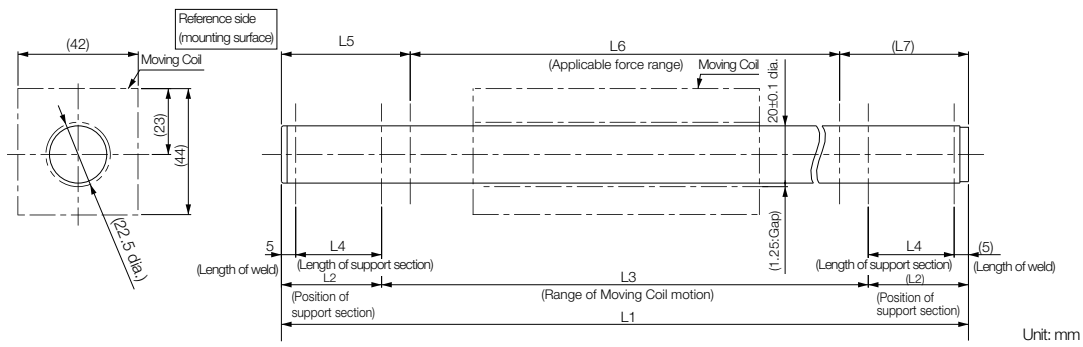 Reference side
(mounting surface)
(42)
Moving Coil
(23)
(44)
(22.5 dia.)
L5
L6
(Applicable force range)
(L7)
Moving Coil
20±0.1 dia.
(1.25:Gap)
5
(Length of weld)
L4
(Length of support section)
L4
(Length of support section)
(5)
(Length of weld)
L2
(Position of
support section)
L3
(Range of Moving Coil motion)
(L2)
(Position of
support section)
L1
Unit: mm